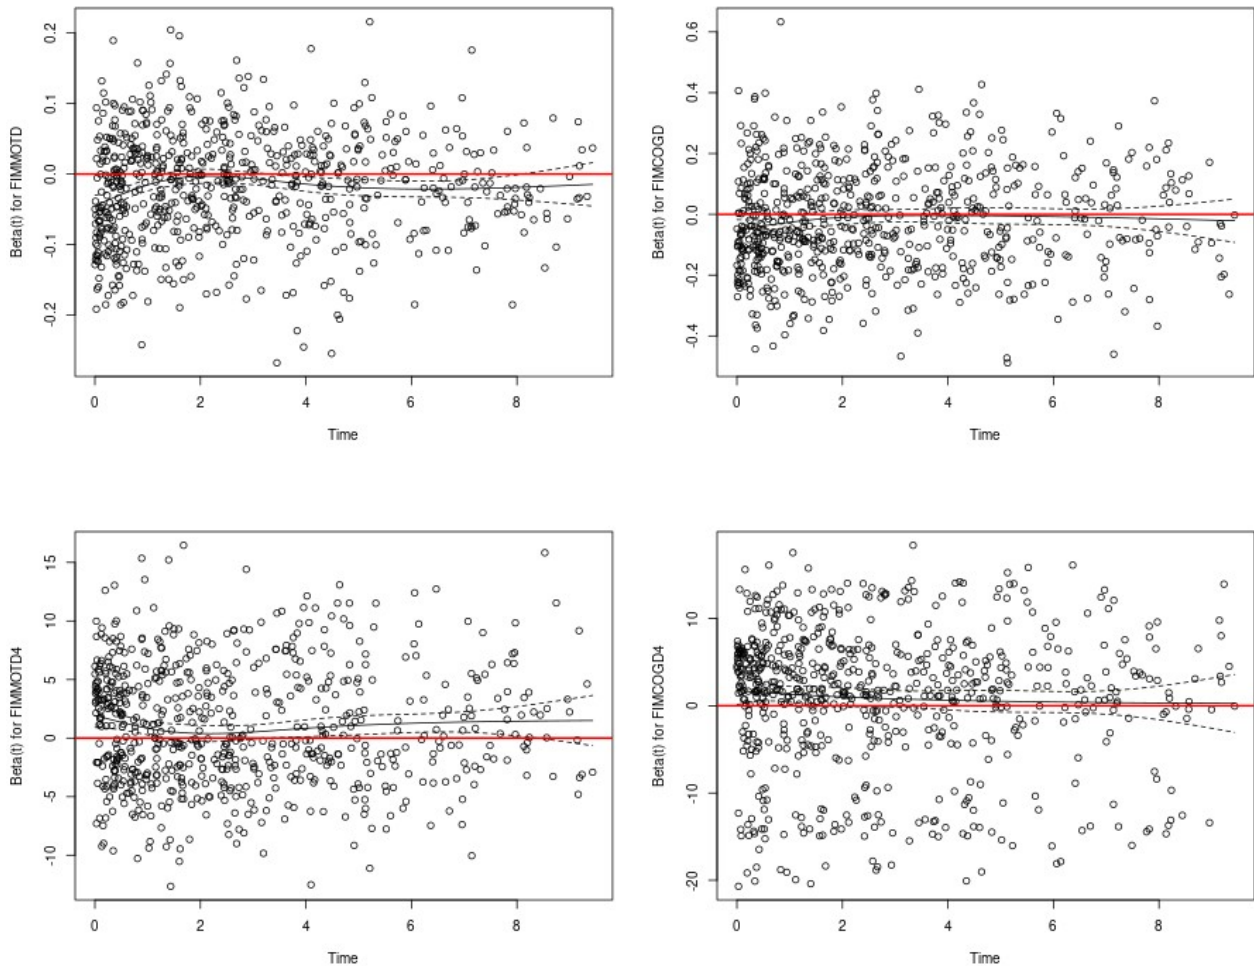 0.2
0.1
0.0
-0.1
-0.2
Beta(t) for FIMMOTD
0 2 4 6 8
Time
0.6
0.4
0.2
0.0
-0.2
-0.4
Beta(t) for FIMCOGD
0 2 4 6 8
Time
15
10
5
0
-5
-10
Beta(t) for FIMMOTD4
0 2 4 6 8
Time
10
0
-10
-20
Beta(t) for FIMCOGD4
0 2 4 6 8
Time